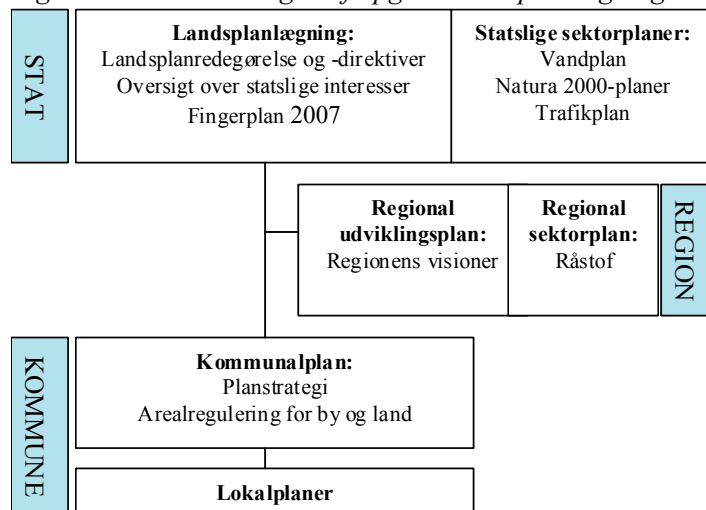 STAT
Landsplanlægning:
Landsplanredegørelse og -direktiver
Oversigt over statslige interesser
Fingerplan 2007
Statslige sektorplaner:
Vandplan
Natura 2000-planer
Trafikplan
Regional
udviklingsplan:
Regionens visioner
Regional
sektorplan:
Råstof
REGION
KOMMUNE
Kommunalplan:
Planstrategi
Arealregulering for by og land
Lokalplaner